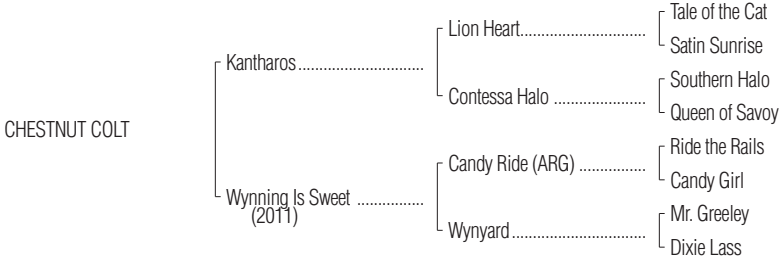 Tale of the Cat
Lion Heart..............................
Satin Sunrise
Kantharos..............................
Southern Halo
Contessa Halo ......................
Queen of Savoy
CHESTNUT COLT
Ride the Rails
Candy Ride (ARG) ................
Candy Girl
Wynning Is Sweet ................
(2011)
Mr. Greeley
Wynyard................................
Dixie Lass